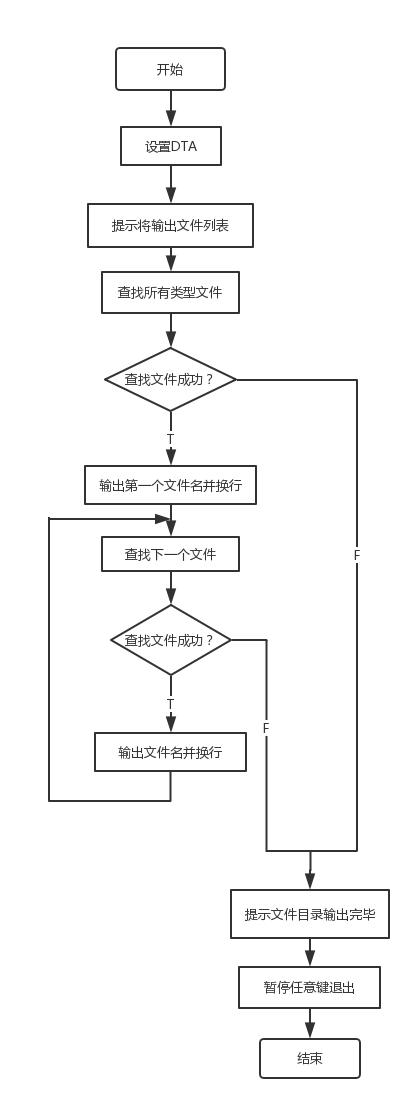 开始
设置DTA
提示将输出文件列表
查找所有类型文件
查找文件成功？
T
输出第一个文件名并换行
查找下一个文件
F
查找文件成功？
T
F
输出文件名并换行
提示文件目录输出完毕
暂停任意键退出
结束